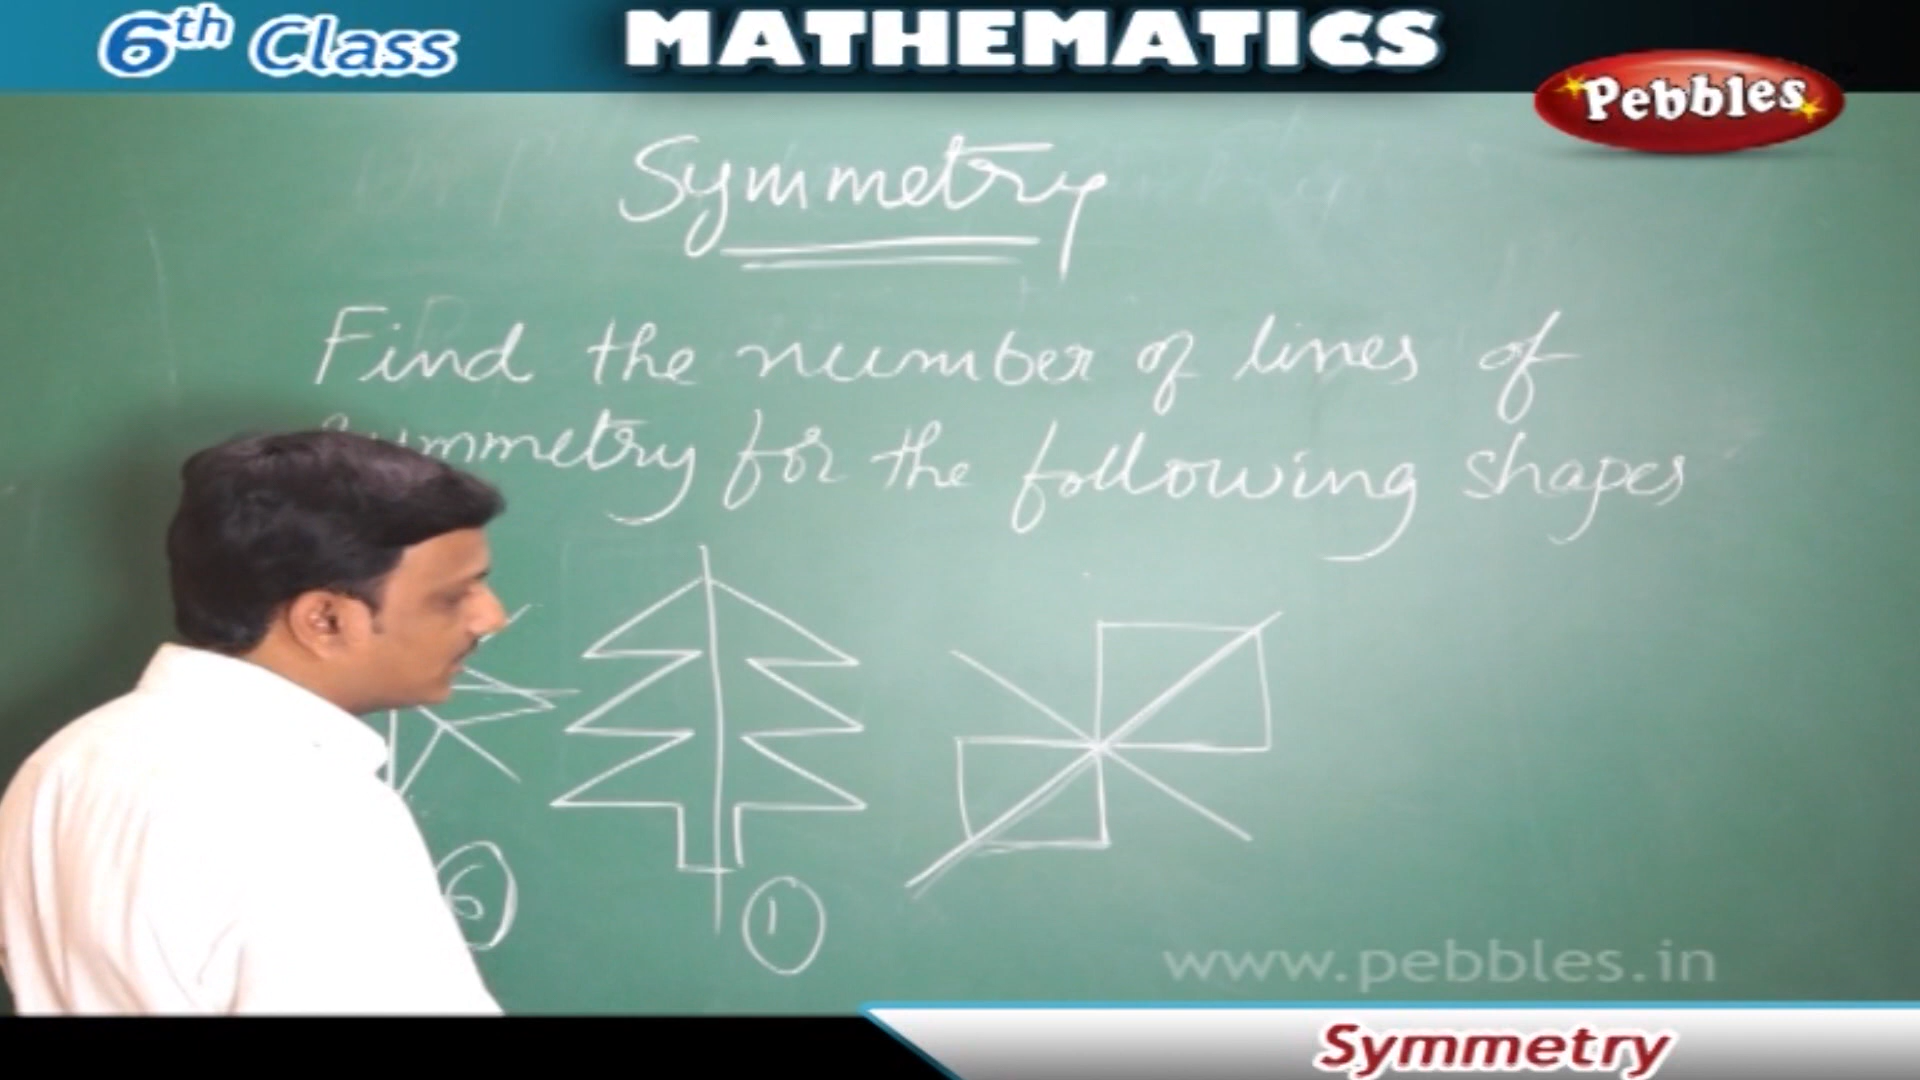 6th Class
MATHEMATICS
Pebbles
Symmetry
Find the number of lines of
Symmetry for the following shapes
6
1
www.pebbles.in
Symmetry